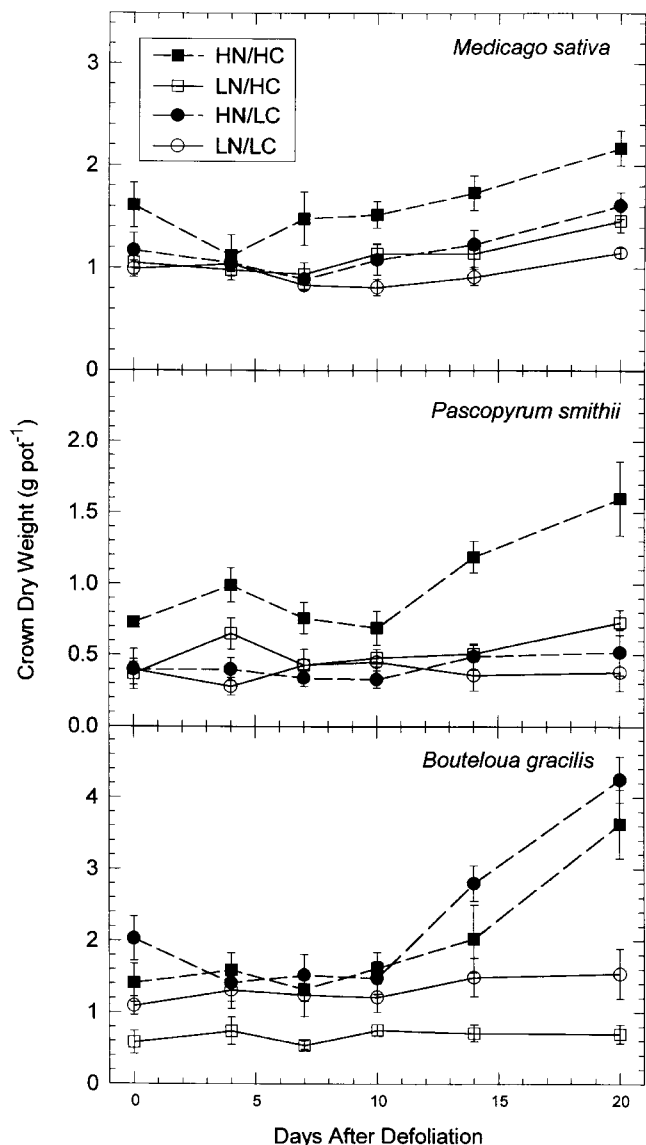 Medicago sativa
HN/HC
LN/HC
HN/LC
LN/LC
3
2
1
0
Pascopyrum smithii
2.0
1.5
1.0
0.5
0.0
Bouteloua gracilis
4
3
2
1
0
0 5 10 15 20
Days After Defoliation
Crown Dry Weight (g pot⁻¹)